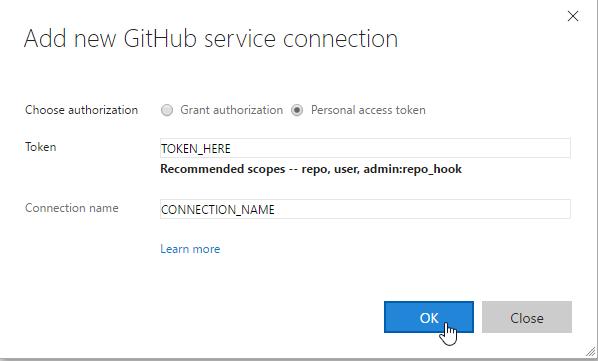 Add new GitHub service connection
Choose authorization Grant authorization Personal access token
Token TOKEN_HERE
Recommended scopes -- repo, user, admin:repo_hook
Connection name CONNECTION_NAME
Learn more
OK Close